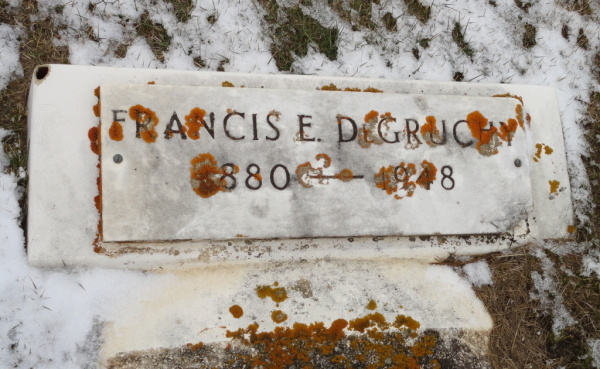 FRANCIS E. DEGRUCHY
1880 — 1948